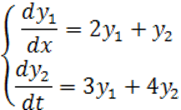 dy₁/dx = 2y₁ + y₂
dy₂/dt = 3y₁ + 4y₂